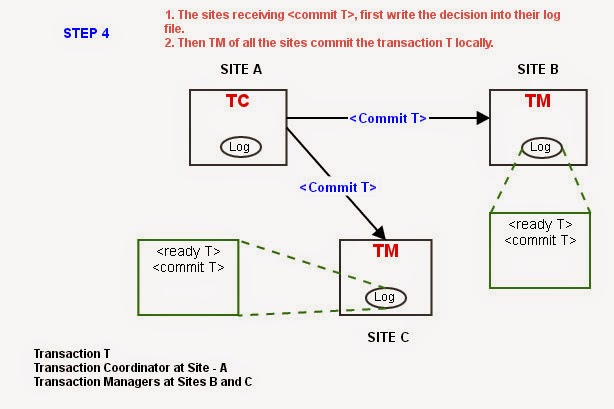 STEP 4
1. The sites receiving <commit T>, first write the decision into their log
file.
2. Then TM of all the sites commit the transaction T locally.
SITE A
SITE B
TC
TM
<Commit T>
Log
Log
<Commit T>
<ready T>
<commit T>
<ready T>
<commit T>
TM
Log
SITE C
Transaction T
Transaction Coordinator at Site - A
Transaction Managers at Sites B and C